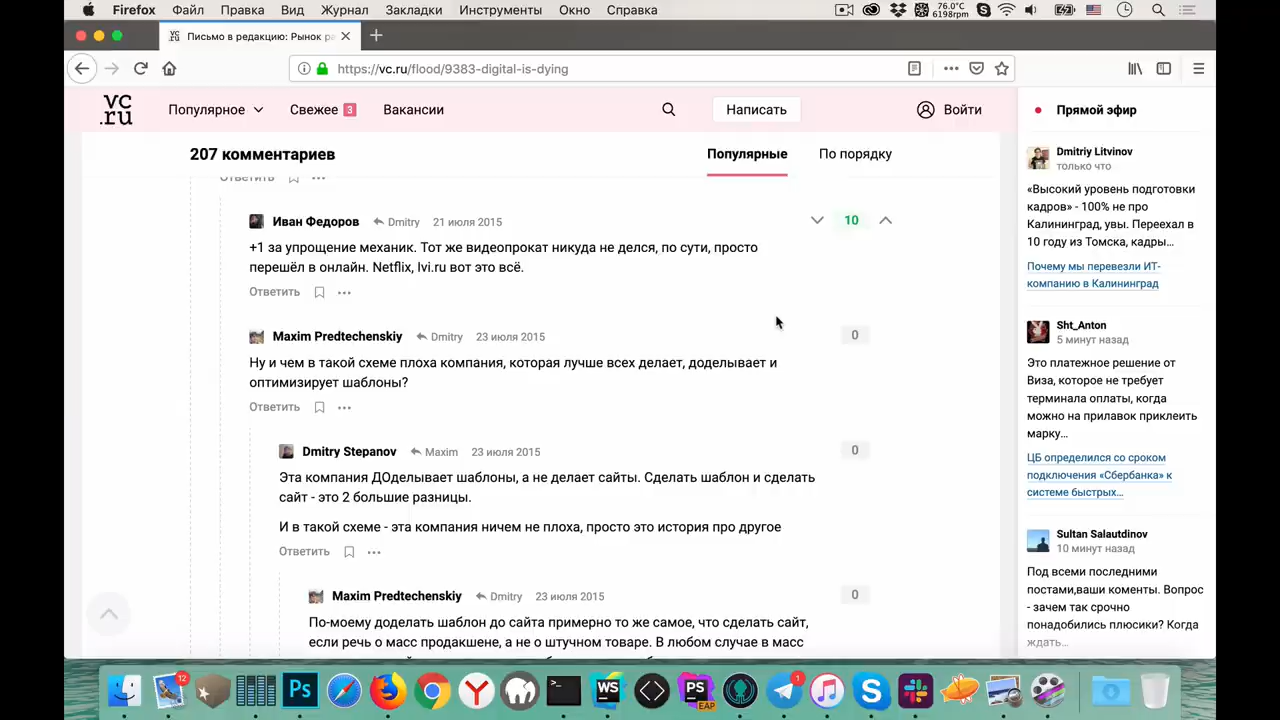 Firefox Файл Правка Вид Журнал Закладки Инструменты Окно Справка
76.0°C
6198rpm
Письмо в редакцию: Рынок ра
https://vc.ru/flood/9383-digital-is-dying
vc
.ru
Популярное
Свежее 3
Вакансии
Написать
Войти
Прямой эфир
207 комментариев
Популярные
По порядку
Ответить
Иван Федоров Dmitry 21 июля 2015
10
+1 за упрощение механик. Тот же видеопрокат никуда не делся, по сути, просто
перешёл в онлайн. Netflix, Ivi.ru вот это всё.
Ответить
Maxim Predtechenskiy Dmitry 23 июля 2015
0
Ну и чем в такой схеме плоха компания, которая лучше всех делает, доделывает и
оптимизирует шаблоны?
Ответить
Dmitry Stepanov Maxim 23 июля 2015
0
Эта компания ДОделывает шаблоны, а не делает сайты. Сделать шаблон и сделать
сайт - это 2 большие разницы.
И в такой схеме - эта компания ничем не плоха, просто это история про другое
Ответить
Maxim Predtechenskiy Dmitry 23 июля 2015
0
По-моему доделать шаблон до сайта примерно то же самое, что сделать сайт,
если речь о масс продакшене, а не о штучном товаре. В любом случае в масс
Dmitriy Litvinov
только что
«Высокий уровень подготовки
кадров» - 100% не про
Калининград, увы. Переехал в
10 году из Томска, кадры...
Почему мы перевезли ИТ-
компанию в Калининград
Sht_Anton
5 минут назад
Это платежное решение от
Виза, которое не требует
терминала оплаты, когда
можно на прилавок приклеить
марку...
ЦБ определился со сроком
подключения «Сбербанка» к
системе быстрых...
Sultan Salautdinov
10 минут назад
Под всеми последними
постами,ваши коменты. Вопрос
- зачем так срочно
понадобились плюсики? Когда
ждать...
12
Ps
WS
PS
EAP
1